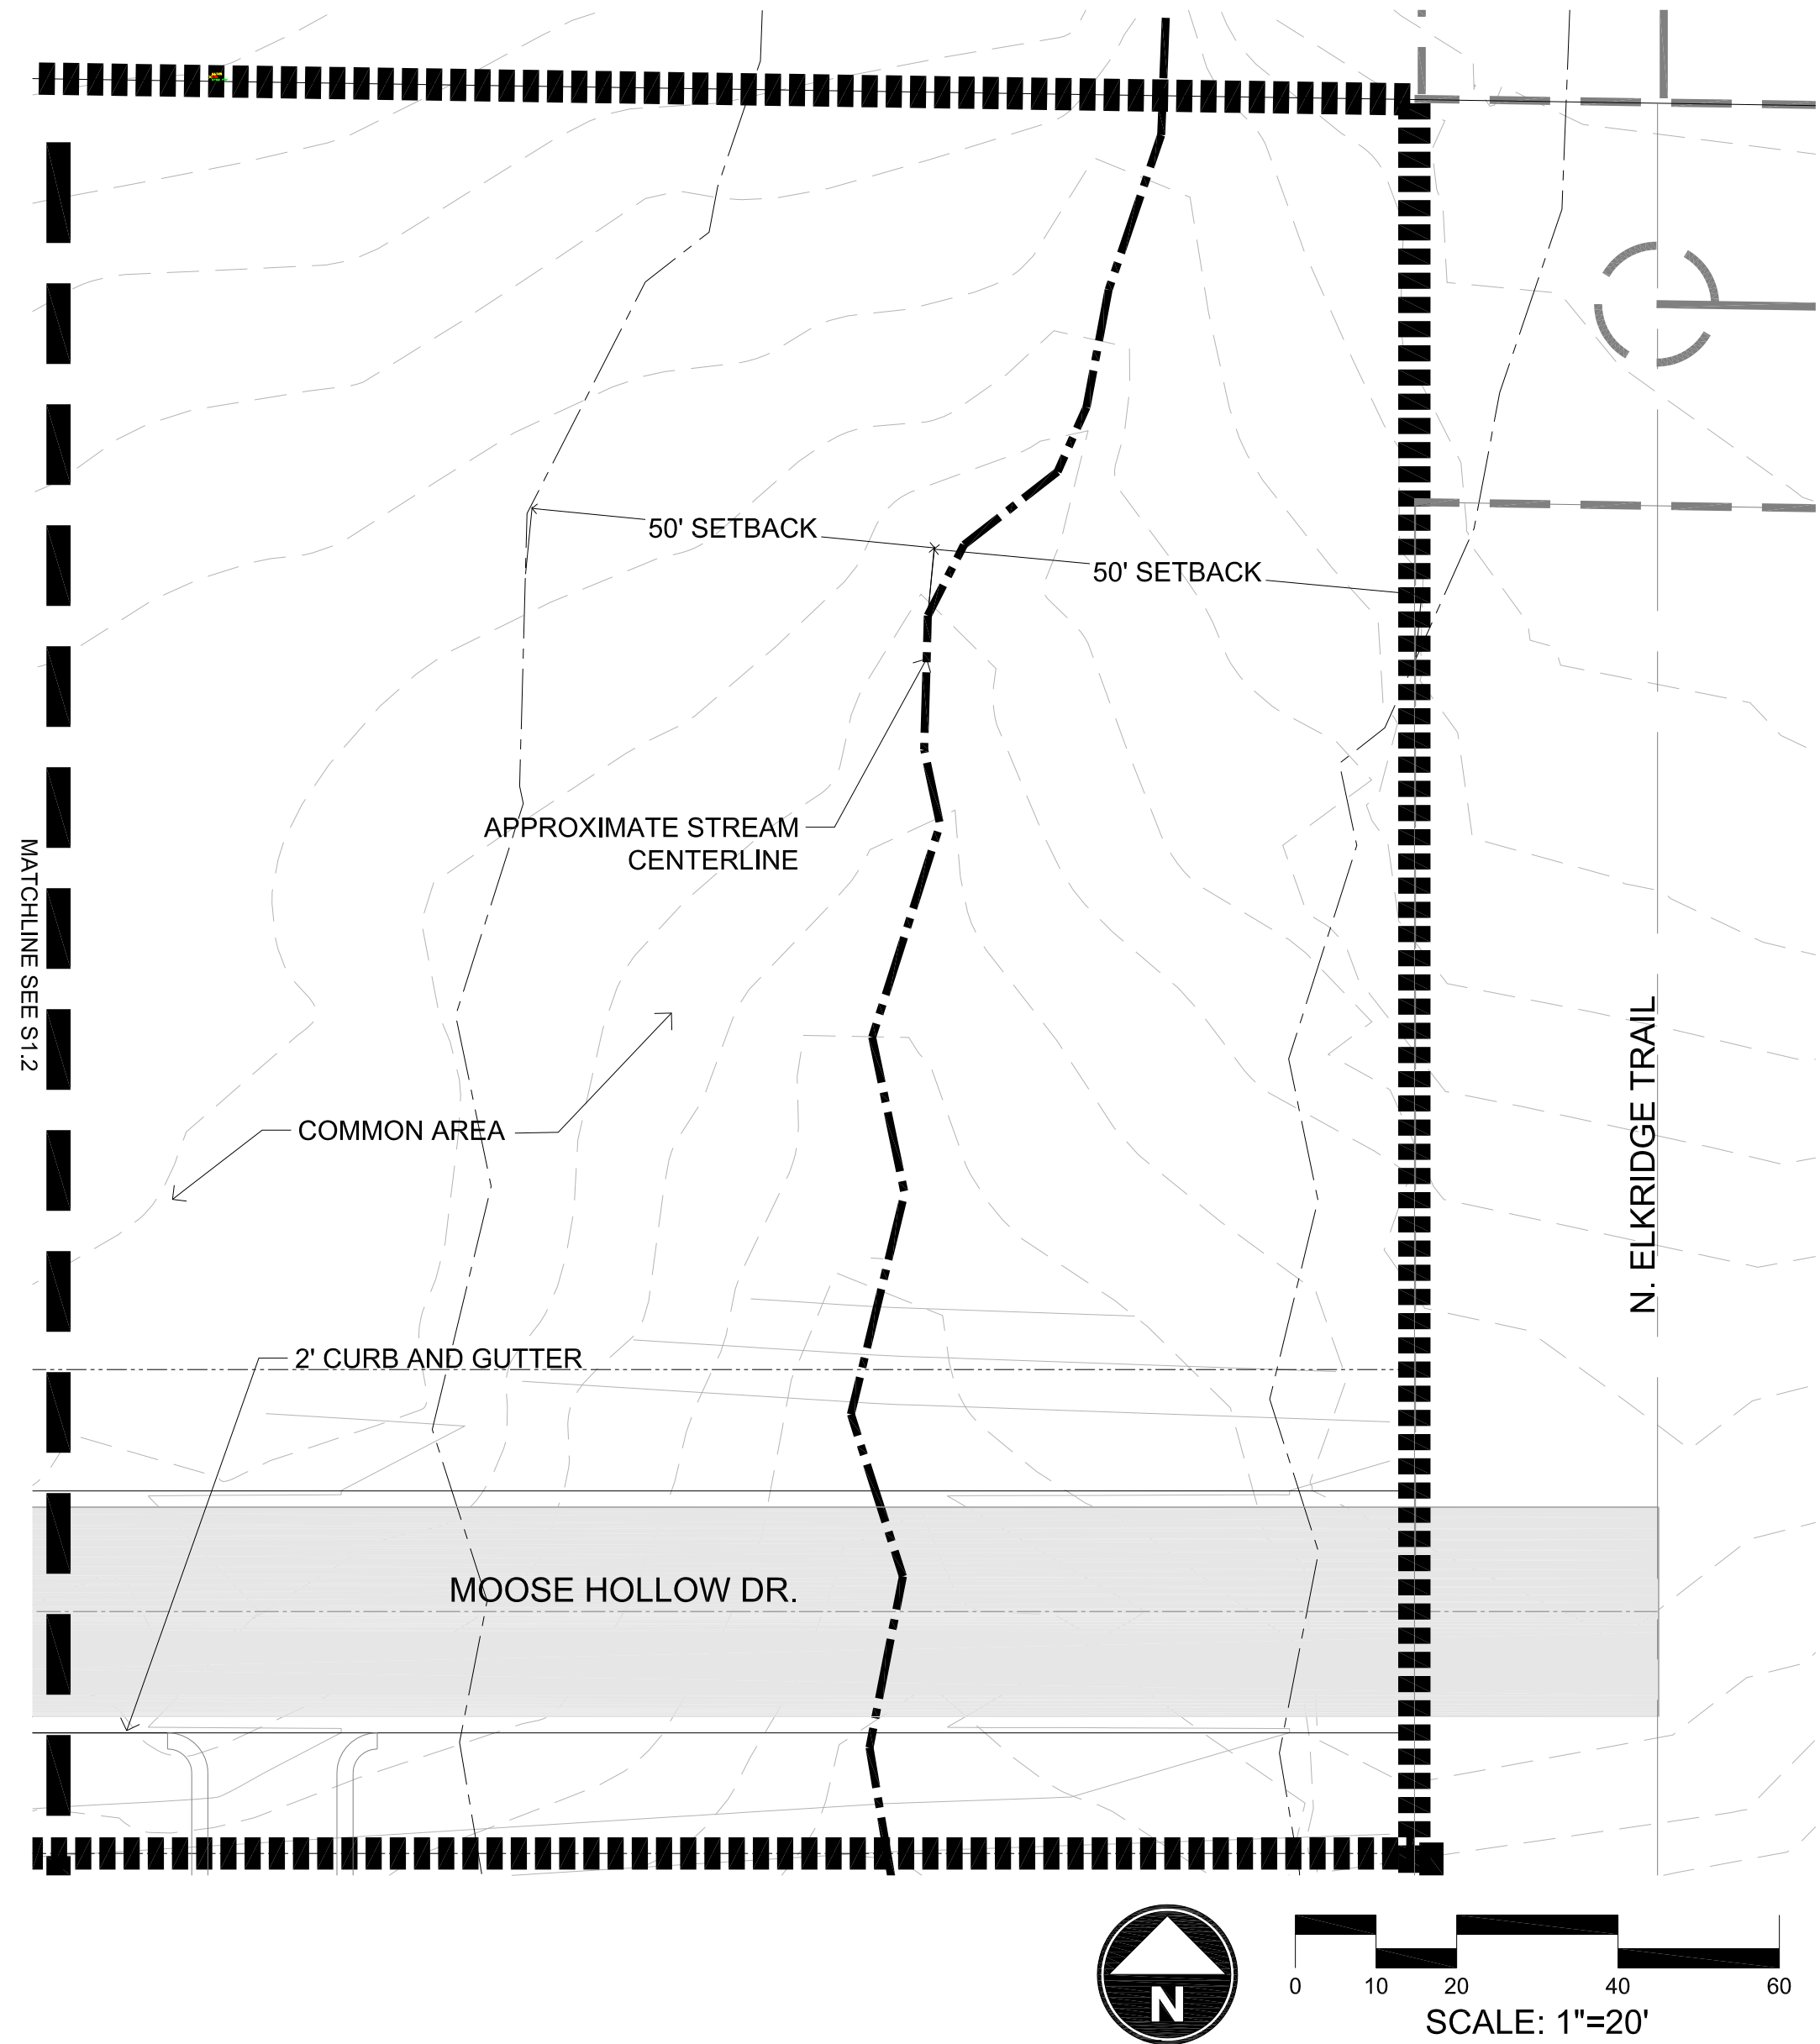 50' SETBACK
50' SETBACK
APPROXIMATE STREAM
CENTERLINE
MATCHLINE SEE S1.2
COMMON AREA
N. ELKRIDGE TRAIL
2' CURB AND GUTTER
MOOSE HOLLOW DR.
N
0 10 20 40 60
SCALE: 1"=20'